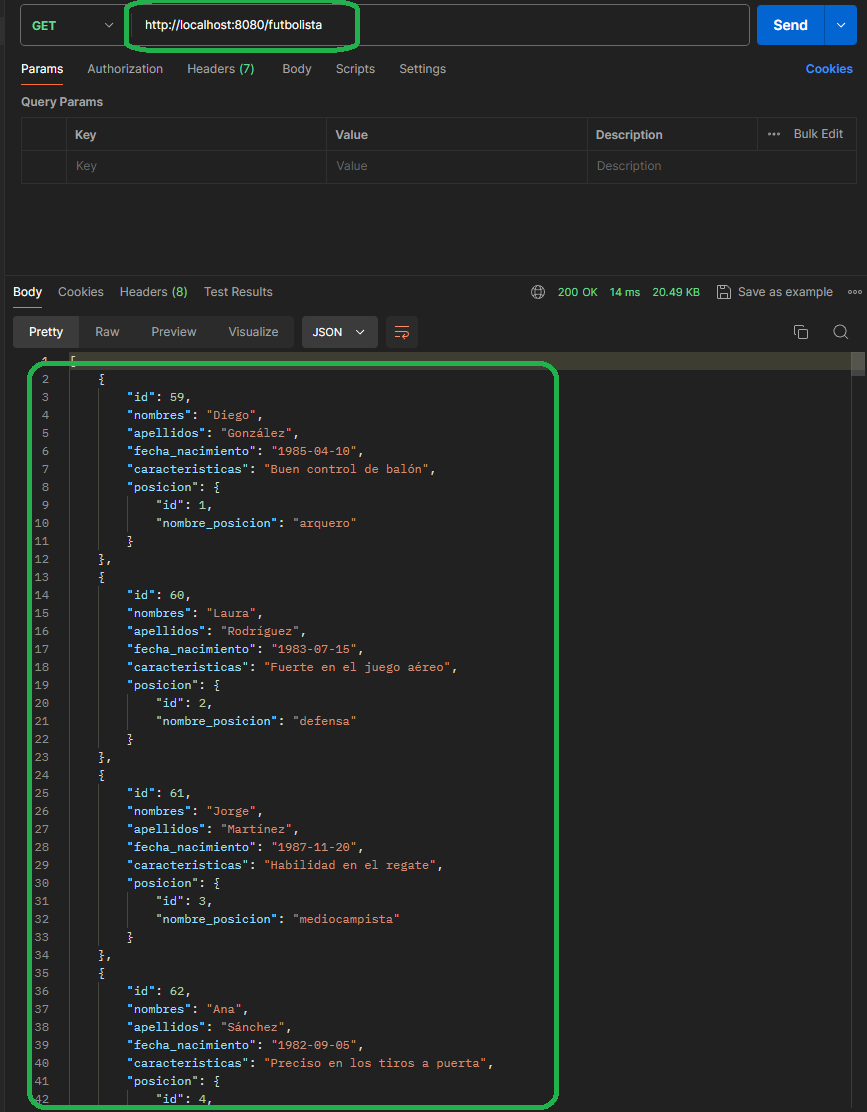 GET http://localhost:8080/futbolista Send
Params Authorization Headers (7) Body Scripts Settings Cookies
Query Params
Key Value Description ••• Bulk Edit
Key Value Description
Body Cookies Headers (8) Test Results 200 OK 14 ms 20.49 KB Save as example
Pretty Raw Preview Visualize JSON
1 [
2 {
3 "id": 59,
4 "nombres": "Diego",
5 "apellidos": "González",
6 "fecha_nacimiento": "1985-04-10",
7 "caracteristicas": "Buen control de balón",
8 "posicion": {
9 "id": 1,
10 "nombre_posicion": "arquero"
11 }
12 },
13 {
14 "id": 60,
15 "nombres": "Laura",
16 "apellidos": "Rodríguez",
17 "fecha_nacimiento": "1983-07-15",
18 "caracteristicas": "Fuerte en el juego aéreo",
19 "posicion": {
20 "id": 2,
21 "nombre_posicion": "defensa"
22 }
23 },
24 {
25 "id": 61,
26 "nombres": "Jorge",
27 "apellidos": "Martínez",
28 "fecha_nacimiento": "1987-11-20",
29 "caracteristicas": "Habilidad en el regate",
30 "posicion": {
31 "id": 3,
32 "nombre_posicion": "mediocampista"
33 }
34 },
35 {
36 "id": 62,
37 "nombres": "Ana",
38 "apellidos": "Sánchez",
39 "fecha_nacimiento": "1982-09-05",
40 "caracteristicas": "Preciso en los tiros a puerta",
41 "posicion": {
42 "id": 4,